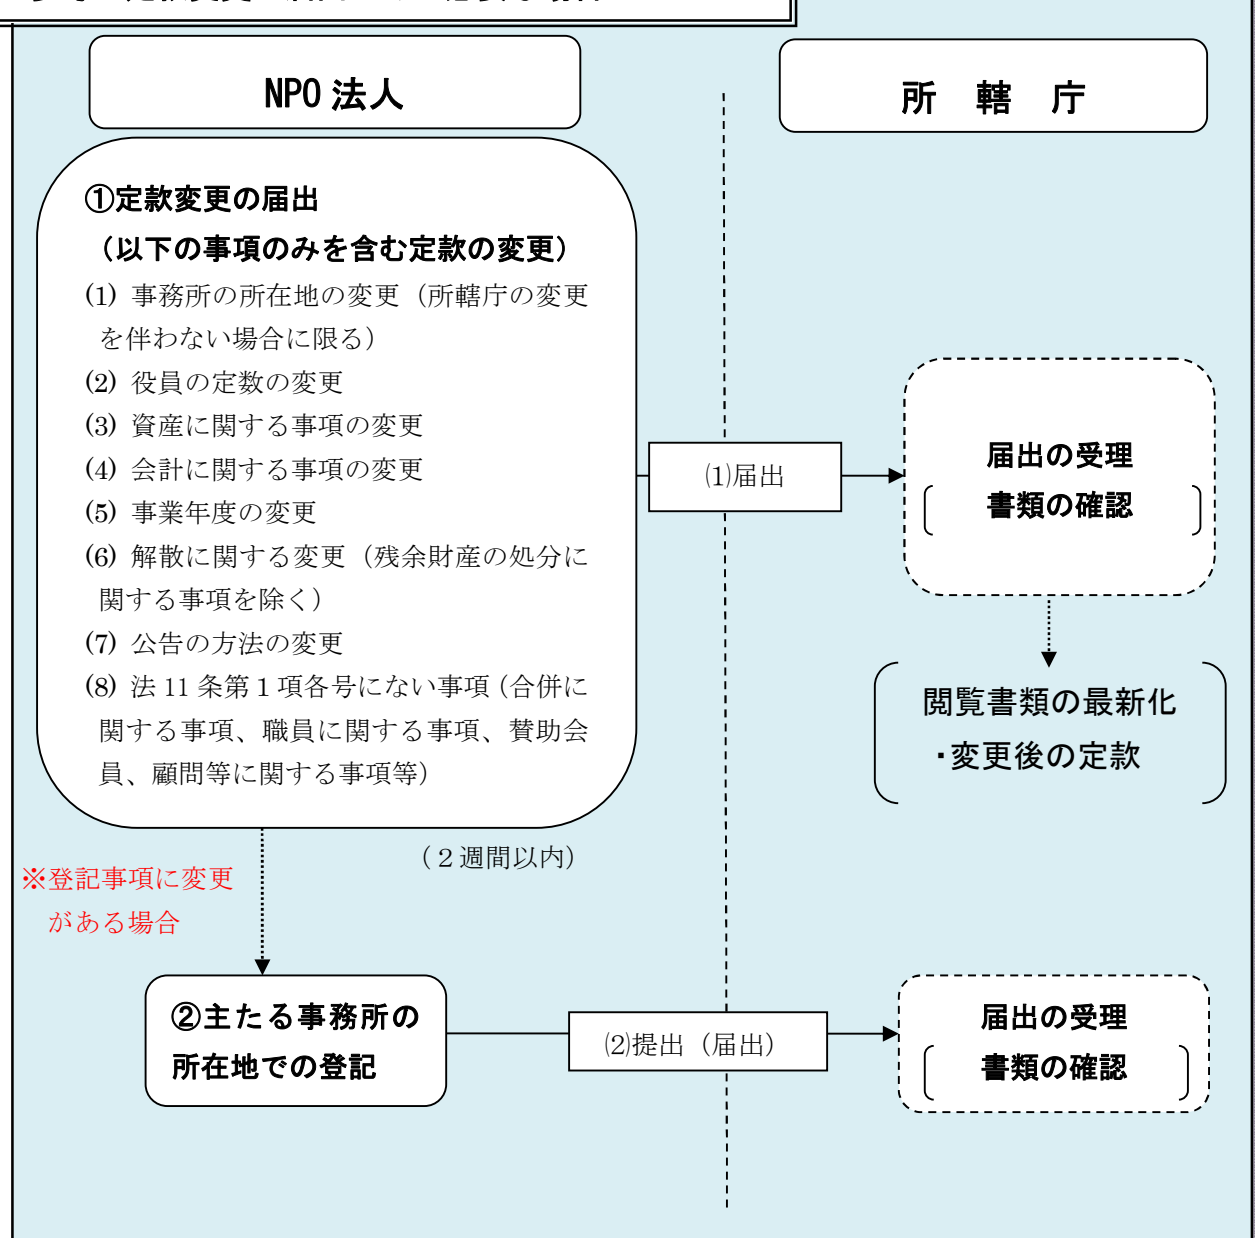 NPO法人
所 轄 庁
①定款変更の届出
（以下の事項のみを含む定款の変更）
(1) 事務所の所在地の変更（所轄庁の変更
を伴わない場合に限る）
(2) 役員の定数の変更
(3) 資産に関する事項の変更
(4) 会計に関する事項の変更
(5) 事業年度の変更
(6) 解散に関する変更（残余財産の処分に
関する事項を除く）
(7) 公告の方法の変更
(8) 法 11 条第１項各号にない事項（合併に
関する事項、職員に関する事項、賛助会
員、顧問等に関する事項等）
⑴届出
届出の受理
書類の確認
閲覧書類の最新化
・変更後の定款
（２週間以内）
※登記事項に変更
がある場合
②主たる事務所の
所在地での登記
⑵提出（届出）
届出の受理
書類の確認